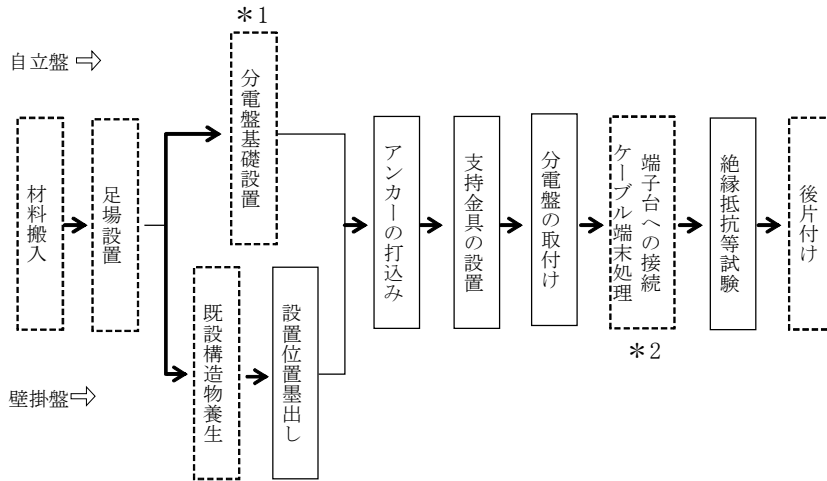 ＊1
自立盤
分電盤基礎設置
材料搬入
足場設置
アンカーの打込み
支持金具の設置
分電盤の取付け
端子台への接続
ケーブル端末処理
絶縁抵抗等試験
後片付け
既設構造物養生
設置位置墨出し
＊2
壁掛盤